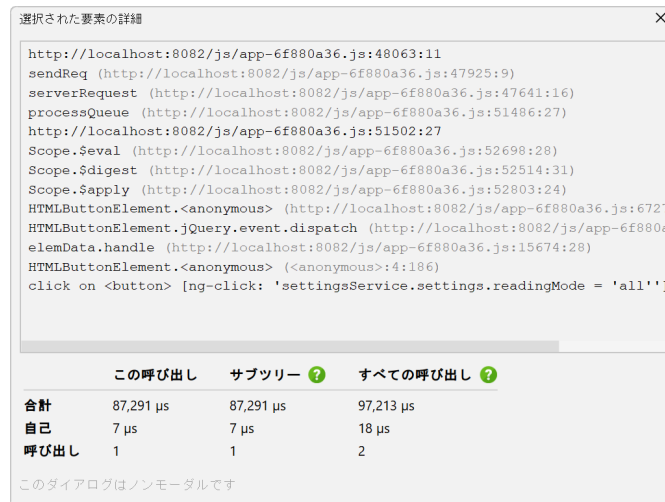 選択された要素の詳細
http://localhost:8082/js/app-6f880a36.js:48063:11
sendReq (http://localhost:8082/js/app-6f880a36.js:47925:9)
serverRequest (http://localhost:8082/js/app-6f880a36.js:47641:16)
processQueue (http://localhost:8082/js/app-6f880a36.js:51486:27)
http://localhost:8082/js/app-6f880a36.js:51502:27
Scope.$eval (http://localhost:8082/js/app-6f880a36.js:52698:28)
Scope.$digest (http://localhost:8082/js/app-6f880a36.js:52514:31)
Scope.$apply (http://localhost:8082/js/app-6f880a36.js:52803:24)
HTMLButtonElement.<anonymous> (http://localhost:8082/js/app-6f880a36.js:672
HTMLButtonElement.jQuery.event.dispatch (http://localhost:8082/js/app-6f880a
elemData.handle (http://localhost:8082/js/app-6f880a36.js:15674:28)
HTMLButtonElement.<anonymous> (<anonymous>:4:186)
click on <button> [ng-click: 'settingsService.settings.readingMode = 'all'']
この呼び出し サブツリー ? すべての呼び出し ?
合計 87,291 µs 87,291 µs 97,213 µs
自己 7 µs 7 µs 18 µs
呼び出し 1 1 2
このダイアログはノンモーダルです